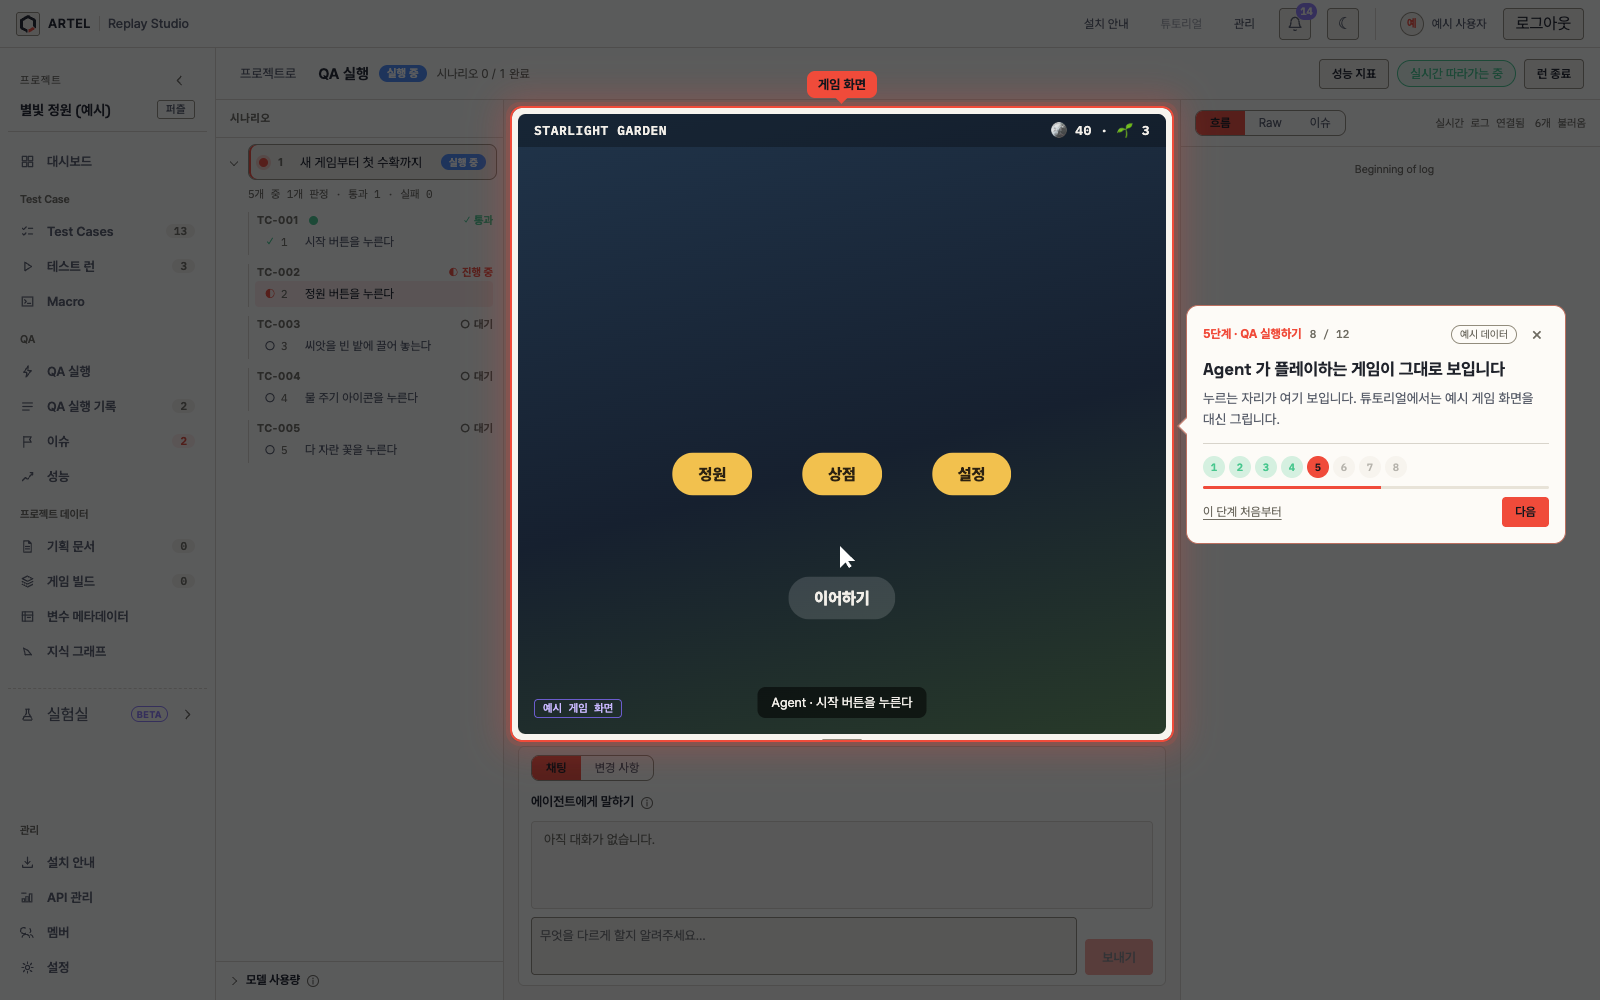 ARTEL
Replay Studio
설치 안내
튜토리얼
관리
14
예
예시 사용자
로그아웃
프로젝트
별빛 정원 (예시)
퍼즐
대시보드
Test Case
Test Cases 13
테스트 런 3
Macro
QA
QA 실행
QA 실행 기록 2
이슈 2
성능
프로젝트 데이터
기획 문서 0
게임 빌드 0
변수 메타데이터
지식 그래프
실험실 BETA
관리
설치 안내
API 관리
멤버
설정
프로젝트로
QA 실행
실행 중
시나리오 0 / 1 완료
성능 지표
실시간 따라가는 중
런 종료
시나리오
1 새 게임부터 첫 수확까지 실행 중
5개 중 1개 판정 · 통과 1 · 실패 0
TC-001 ✓ 통과
✓ 1 시작 버튼을 누른다
TC-002 진행 중
2 정원 버튼을 누른다
TC-003 대기
3 씨앗을 빈 밭에 끌어 놓는다
TC-004 대기
4 물 주기 아이콘을 누른다
TC-005 대기
5 다 자란 꽃을 누른다
모델 사용량
게임 화면
STARLIGHT GARDEN
40 · 3
정원
상점
설정
이어하기
예시 게임 화면
Agent · 시작 버튼을 누른다
채팅
변경 사항
에이전트에게 말하기
아직 대화가 없습니다.
무엇을 다르게 할지 알려주세요...
보내기
흐름
Raw
이슈
실시간 로그 연결됨 6개 불러옴
Beginning of log
5단계 · QA 실행하기 8 / 12
예시 데이터
Agent 가 플레이하는 게임이 그대로 보입니다
누르는 자리가 여기 보입니다. 튜토리얼에서는 예시 게임 화면을
대신 그립니다.
1 2 3 4 5 6 7 8
이 단계 처음부터
다음